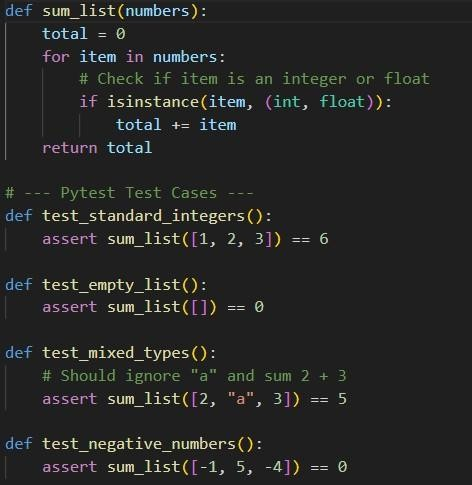 def sum_list(numbers):
    total = 0
    for item in numbers:
        # Check if item is an integer or float
        if isinstance(item, (int, float)):
            total += item
    return total

# --- Pytest Test Cases ---
def test_standard_integers():
    assert sum_list([1, 2, 3]) == 6

def test_empty_list():
    assert sum_list([]) == 0

def test_mixed_types():
    # Should ignore "a" and sum 2 + 3
    assert sum_list([2, "a", 3]) == 5

def test_negative_numbers():
    assert sum_list([-1, 5, -4]) == 0